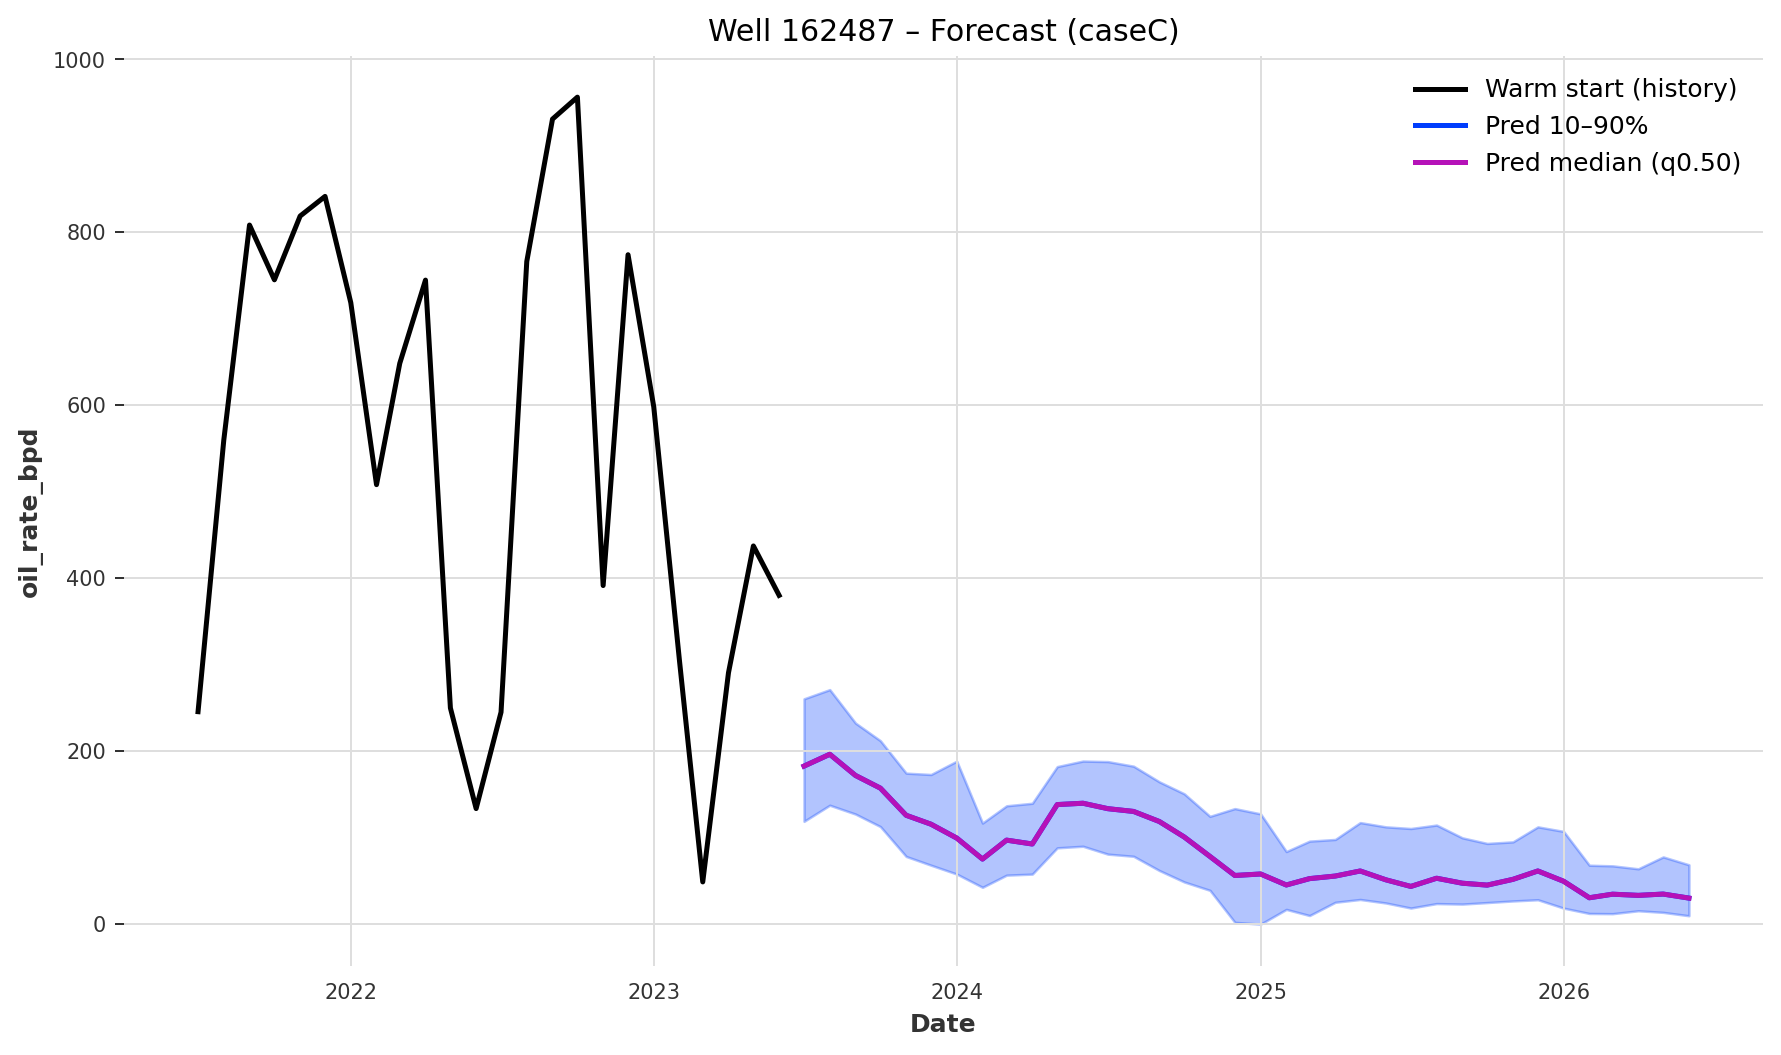 Well 162487 – Forecast (caseC)
Warm start (history)
Pred 10–90%
Pred median (q0.50)
1000
800
600
400
200
0
oil_rate_bpd
2022 2023 2024 2025 2026
Date